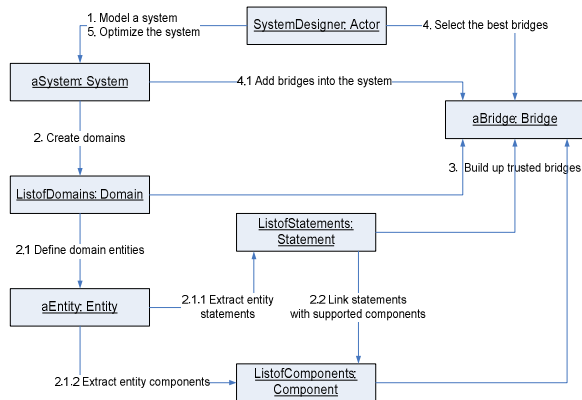 1. Model a system
5. Optimize the system
SystemDesigner: Actor
4. Select the best bridges
aSystem: System
4.1 Add bridges into the system
aBridge: Bridge
2. Create domains
3. Build up trusted bridges
ListofDomains: Domain
ListofStatements:
Statement
2.1 Define domain entities
aEntity: Entity
2.1.1 Extract entity
statements
2.2 Link statements
with supported components
2.1.2 Extract entity components
ListofComponents:
Component